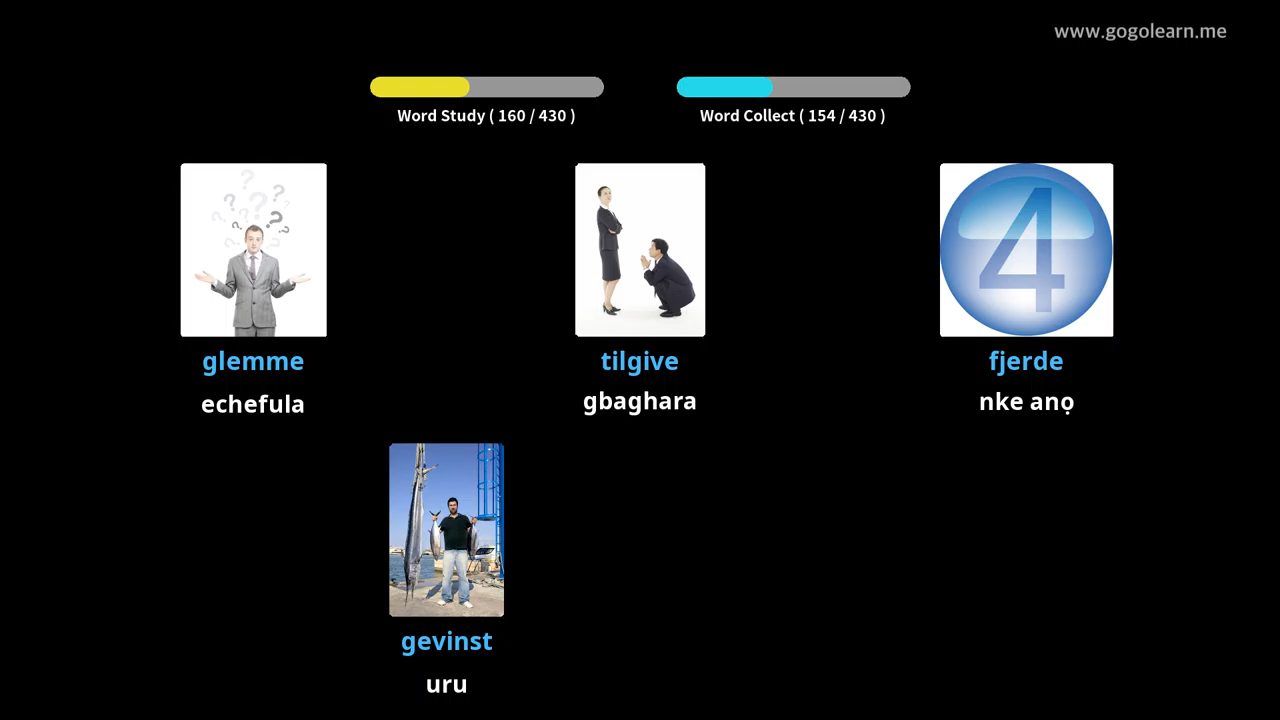 www.gogolearn.me
Word Study ( 160 / 430 )
Word Collect ( 154 / 430 )
4
glemme
tilgive
fjerde
echefula
gbaghara
nke anọ
gevinst
uru